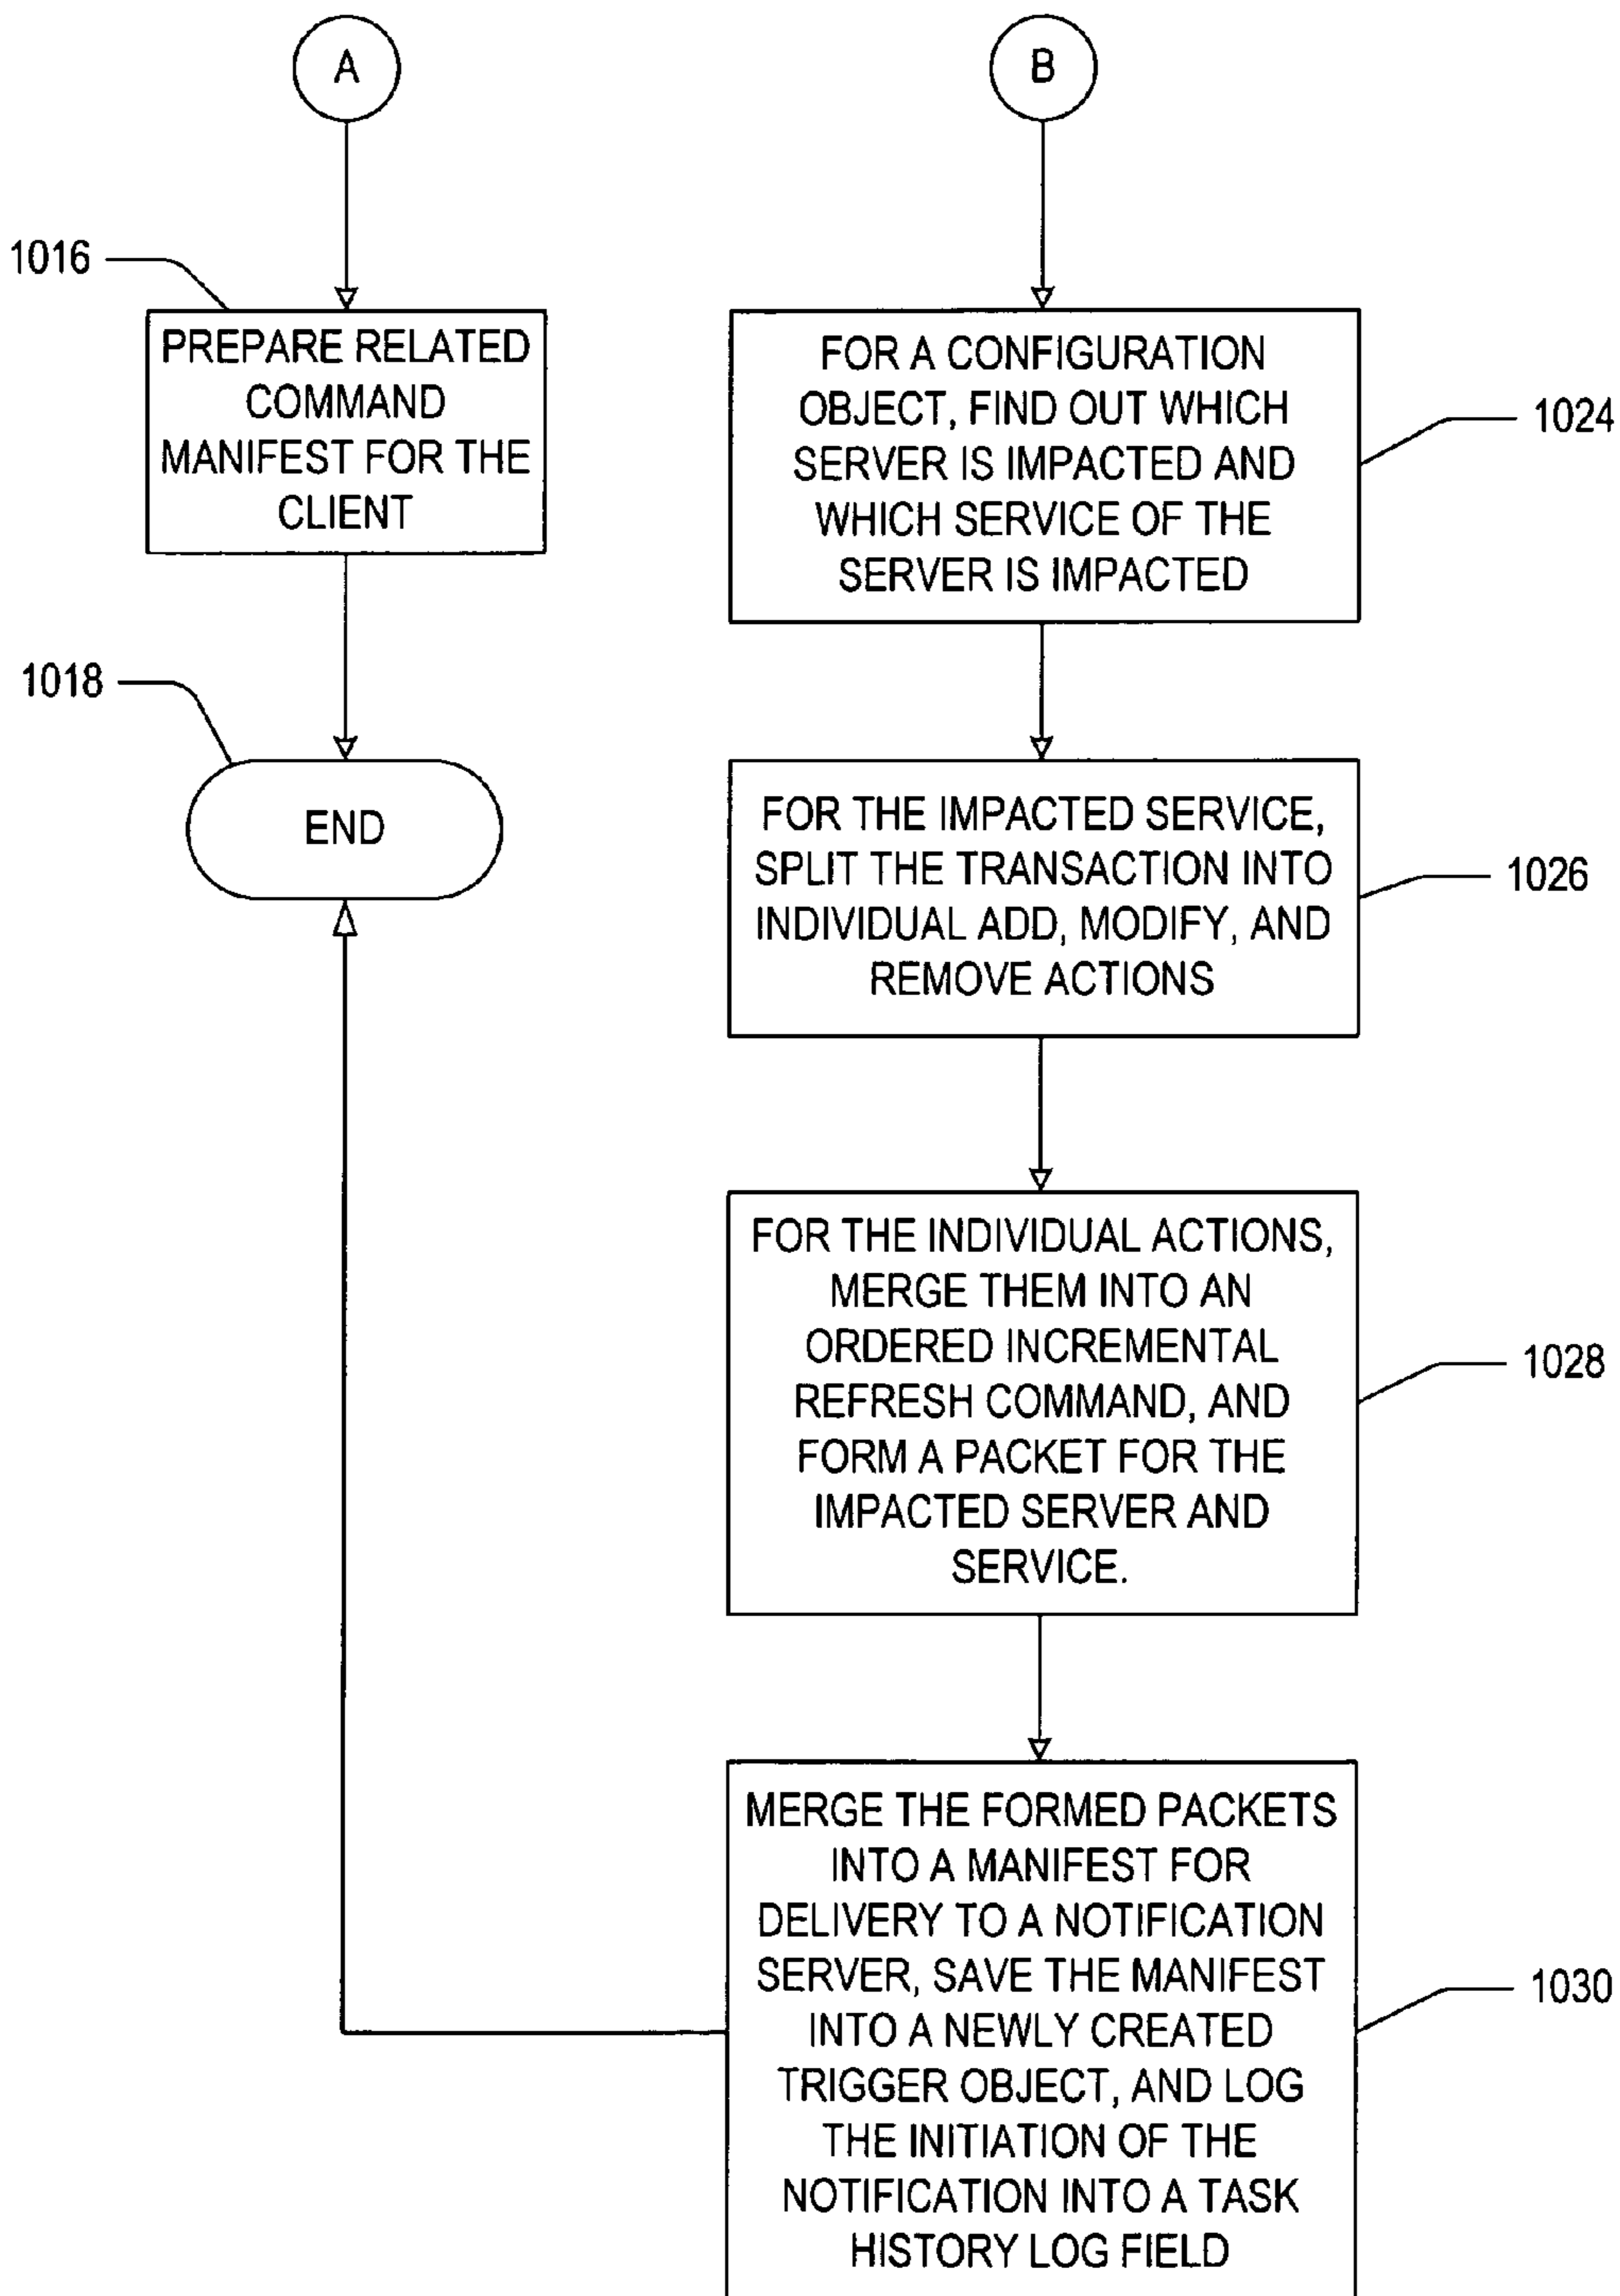 A
1016
PREPARE RELATED
COMMAND
MANIFEST FOR THE
CLIENT
1018
END
B
FOR A CONFIGURATION
OBJECT, FIND OUT WHICH
SERVER IS IMPACTED AND
WHICH SERVICE OF THE
SERVER IS IMPACTED
1024
FOR THE IMPACTED SERVICE,
SPLIT THE TRANSACTION INTO
INDIVIDUAL ADD, MODIFY, AND
REMOVE ACTIONS
1026
FOR THE INDIVIDUAL ACTIONS,
MERGE THEM INTO AN
ORDERED INCREMENTAL
REFRESH COMMAND, AND
FORM A PACKET FOR THE
IMPACTED SERVER AND
SERVICE.
1028
MERGE THE FORMED PACKETS
INTO A MANIFEST FOR
DELIVERY TO A NOTIFICATION
SERVER, SAVE THE MANIFEST
INTO A NEWLY CREATED
TRIGGER OBJECT, AND LOG
THE INITIATION OF THE
NOTIFICATION INTO A TASK
HISTORY LOG FIELD
1030